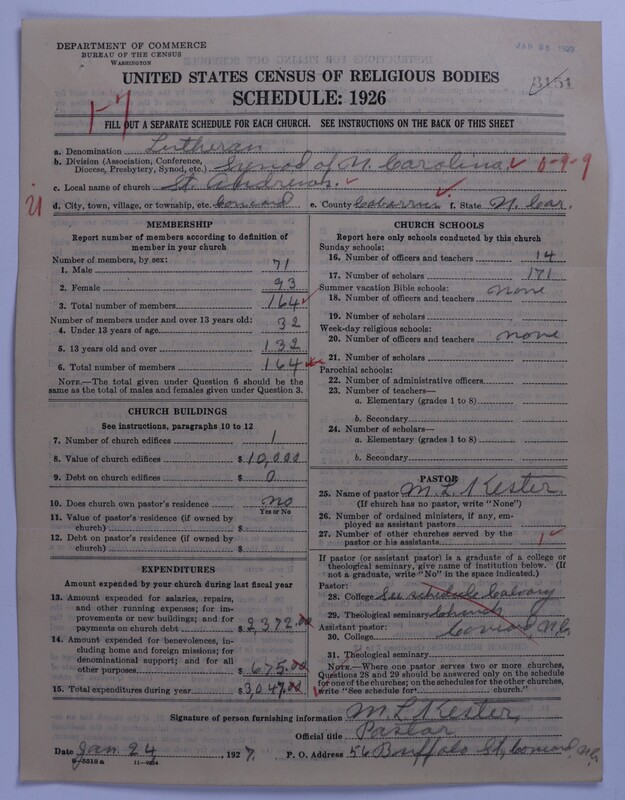 DEPARTMENT OF COMMERCE
BUREAU OF THE CENSUS
WASHINGTON
3151
UNITED STATES CENSUS OF RELIGIOUS BODIES
SCHEDULE: 1926
1-7
FILL OUT A SEPARATE SCHEDULE FOR EACH CHURCH. SEE INSTRUCTIONS ON THE BACK OF THIS SHEET
a. Denomination Lutheran
b. Division (Association, Conference, Diocese, Presbytery, Synod, etc.) Synod of N. Carolina 0-9-9
c. Local name of church St. Andrews.
d. City, town, village, or township, etc. Concord e. County Cabarrus f. State N. Car.
MEMBERSHIP
Report number of members according to definition of
member in your church
Number of members, by sex:
1. Male 71
2. Female 93
3. Total number of members 164
Number of members under and over 13 years old:
4. Under 13 years of age 32
5. 13 years old and over 132
6. Total number of members 164
NOTE.—The total given under Question 6 should be
same as the total of males and females given under Question 3.
CHURCH BUILDINGS
See instructions, paragraphs 10 to 12
7. Number of church edifices 1
8. Value of church edifices $ 10,000
9. Debt on church edifices $ 0
10. Does church own pastor's residence no
Yes or No
11. Value of pastor's residence (if owned by
church) $
12. Debt on pastor's residence (if owned by
church) $
EXPENDITURES
Amount expended by your church during last fiscal year
13. Amount expended for salaries, repairs,
and other running expenses; for im-
provements or new buildings; and for
payments on church debt $ 2,372.00
14. Amount expended for benevolences, in-
cluding home and foreign missions; for
denominational support; and for all
other purposes $ 675.00
15. Total expenditures during year $ 3,047.00
CHURCH SCHOOLS
Report here only schools conducted by this church
Sunday schools:
16. Number of officers and teachers 14
17. Number of scholars 171
Summer vacation Bible schools: none
18. Number of officers and teachers
19. Number of scholars
Week-day religious schools:
20. Number of officers and teachers none
21. Number of scholars
Parochial schools:
22. Number of administrative officers
23. Number of teachers—
a. Elementary (grades 1 to 8)
b. Secondary
24. Number of scholars—
a. Elementary (grades 1 to 8)
b. Secondary
PASTOR
25. Name of pastor M. L. Kester.
(If church has no pastor, write "None")
26. Number of ordained ministers, if any, em-
ployed as assistant pastors
27. Number of other churches served by the
pastor or his assistants 1
If pastor (or assistant pastor) is a graduate of a college or
theological seminary, give name of institution below. (If
not a graduate, write "No" in the space indicated.)
Pastor:
28. College See schedule Calvary
29. Theological seminary Church
Assistant pastor:
30. College Concord, N.C.
31. Theological seminary
NOTE.—Where one pastor serves two or more churches,
Questions 28 and 29 should be answered only on the schedule
for one of the churches; on the schedules for the other churches,
write "See schedule for church."
Signature of person furnishing information M. L. Kester,
Official title Pastor
Date Jan. 24, 1927. P. O. Address 56 Buffalo St, Concord, N.C.